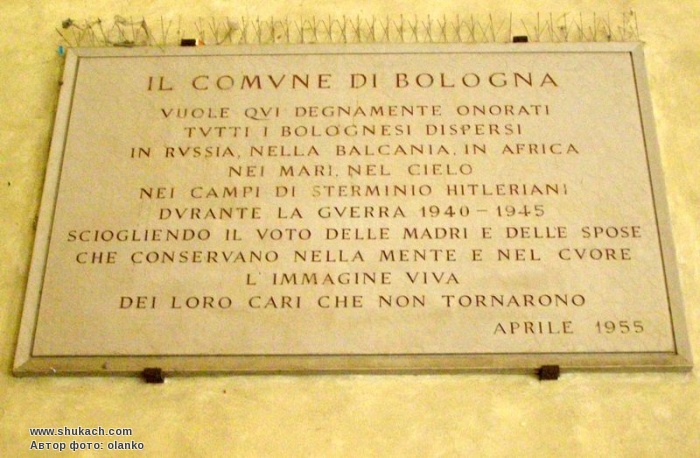 IL COMVNE DI BOLOGNA
VUOLE QVI DEGNAMENTE ONORATI
TVTTI I BOLOGNESI DISPERSI
IN RVSSIA, NELLA BALCANIA, IN AFRICA
NEI MARI, NEL CIELO
NEI CAMPI DI STERMINIO HITLERIANI
DVRANTE LA GVERRA 1940-1945
SCIOGLIENDO IL VOTO DELLE MADRI E DELLE SPOSE
CHE CONSERVANO NELLA MENTE E NEL CVORE
L'IMMAGINE VIVA
DEI LORO CARI CHE NON TORNARONO
APRILE 1955
www.shukach.com
Автор фото: olanko